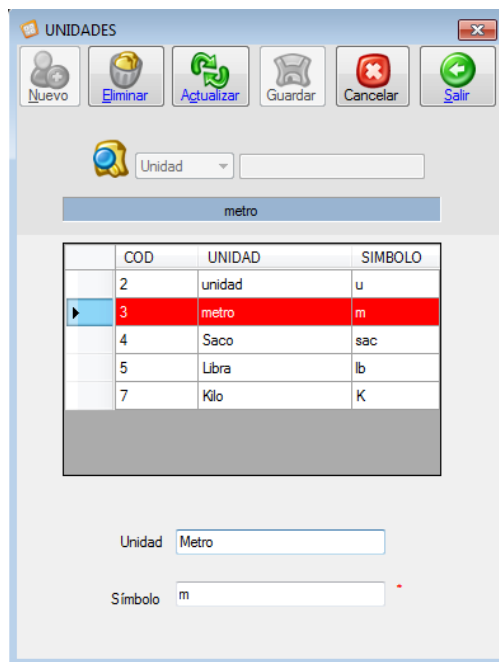 UNIDADES
Nuevo Eliminar Actualizar Guardar Cancelar Salir
Unidad
metro
COD UNIDAD SIMBOLO
2 unidad u
3 metro m
4 Saco sac
5 Libra lb
7 Kilo K
Unidad Metro
Símbolo m *